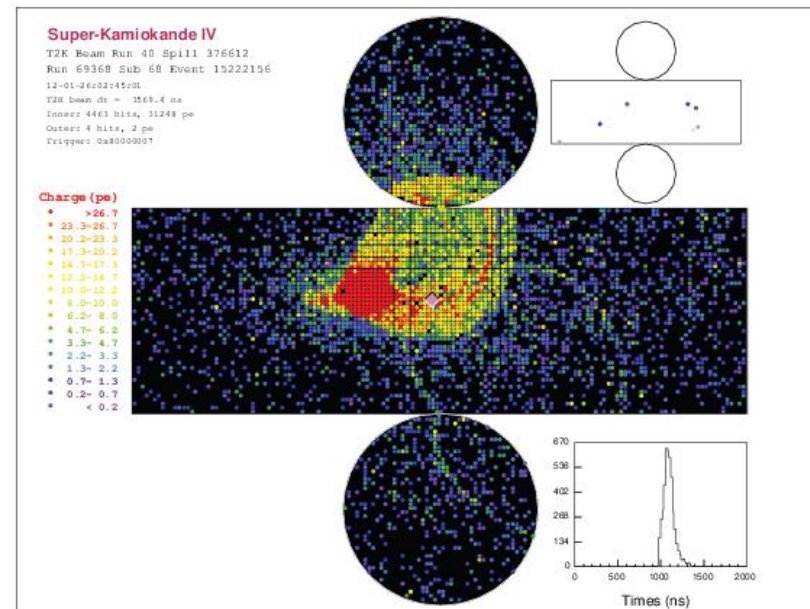 Super-Kamiokande IV
T2K Beam Run 40 Spill 376612
Run 69368 Sub 68 Event 15222156
12-01-26:02:45:01
T2K beam dt = 3569.4 ns
Inner: 4463 hits, 31248 pe
Outer: 4 hits, 2 pe
Trigger: 0x80000007
Charge(pe)
>26.7
23.3-26.7
20.2-23.3
17.3-20.2
14.7-17.3
12.2-14.7
10.0-12.2
8.0-10.0
6.2- 8.0
4.7- 6.2
3.3- 4.7
2.2- 3.3
1.3- 2.2
0.7- 1.3
0.2- 0.7
< 0.2
670
536
402
268
134
0
0 500 1000 1500 2000
Times (ns)